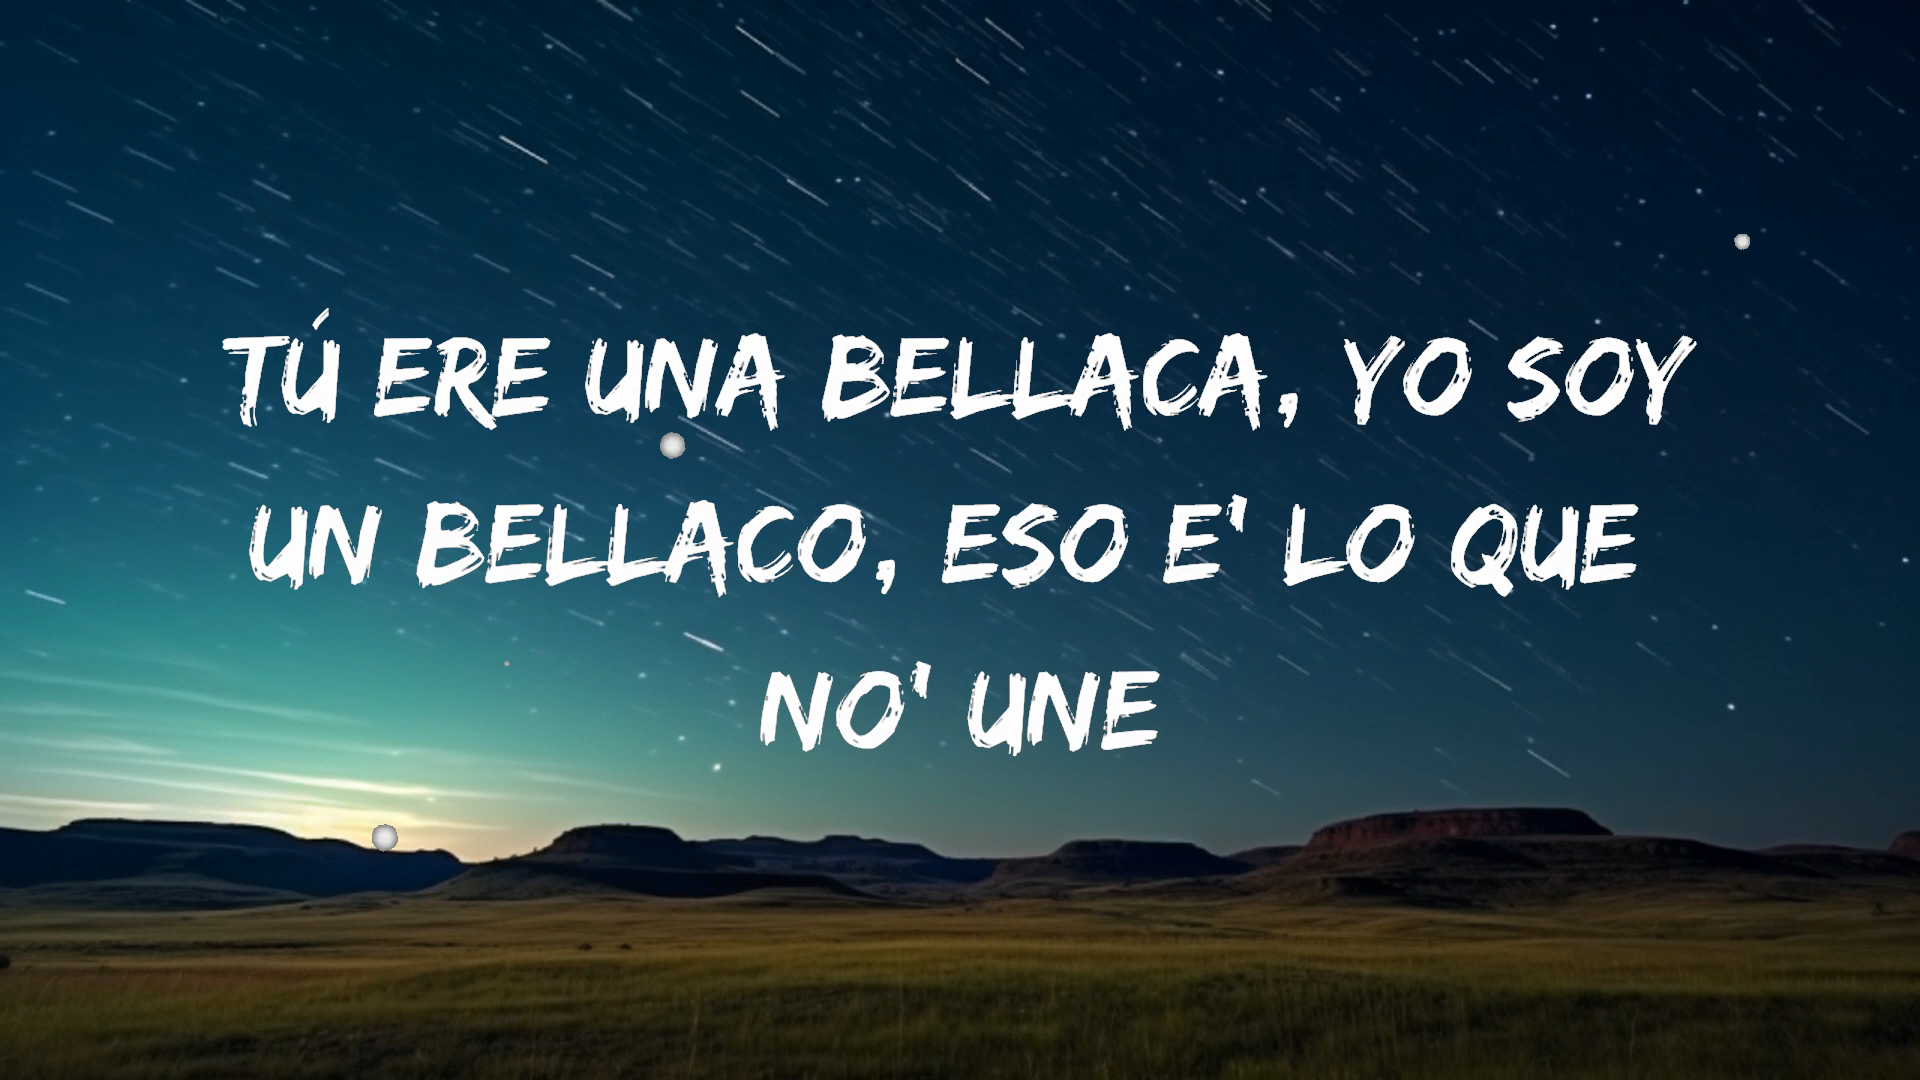 TÚ ERE UNA BELLACA, YO SOY
UN BELLACO, ESO E' LO QUE
NO' UNE